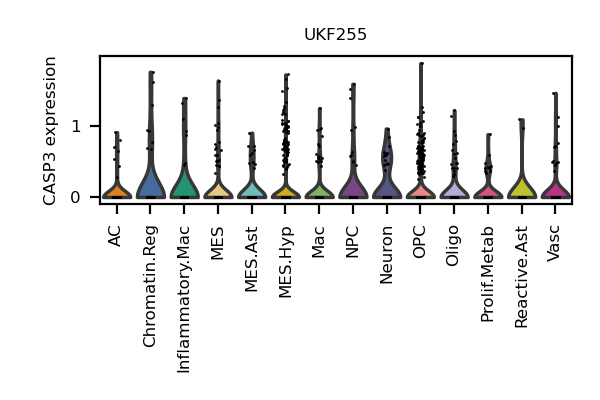 UKF255
CASP3 expression
1
0
AC
Chromatin.Reg
Inflammatory.Mac
MES
MES.Ast
MES.Hyp
Mac
NPC
Neuron
OPC
Oligo
Prolif.Metab
Reactive.Ast
Vasc